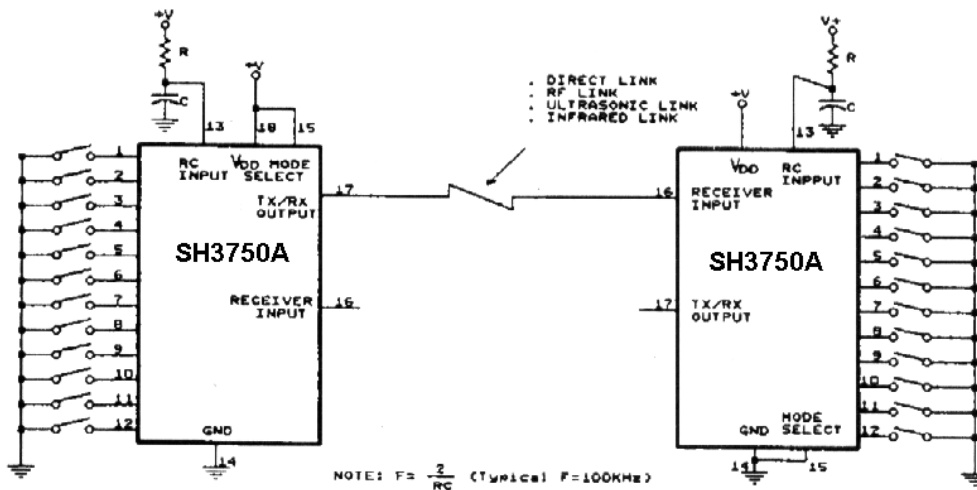 +V
R
C
13
+V
18
15
RC INPUT
VDD MODE SELECT
TX/RX OUTPUT
17
SH3750A
RECEIVER INPUT
16
GND
14
1
2
3
4
5
6
7
8
9
10
11
12
. DIRECT LINK
. RF LINK
. ULTRASONIC LINK
. INFRARED LINK
+V
V+
R
C
13
VDD
RC INPPUT
16
RECEIVER INPUT
SH3750A
17
TX/RX OUTPUT
MODE SELECT
GND
14
15
1
2
3
4
5
6
7
8
9
10
11
12
NOTE: F= 2/RC (Typical F=100KHz)